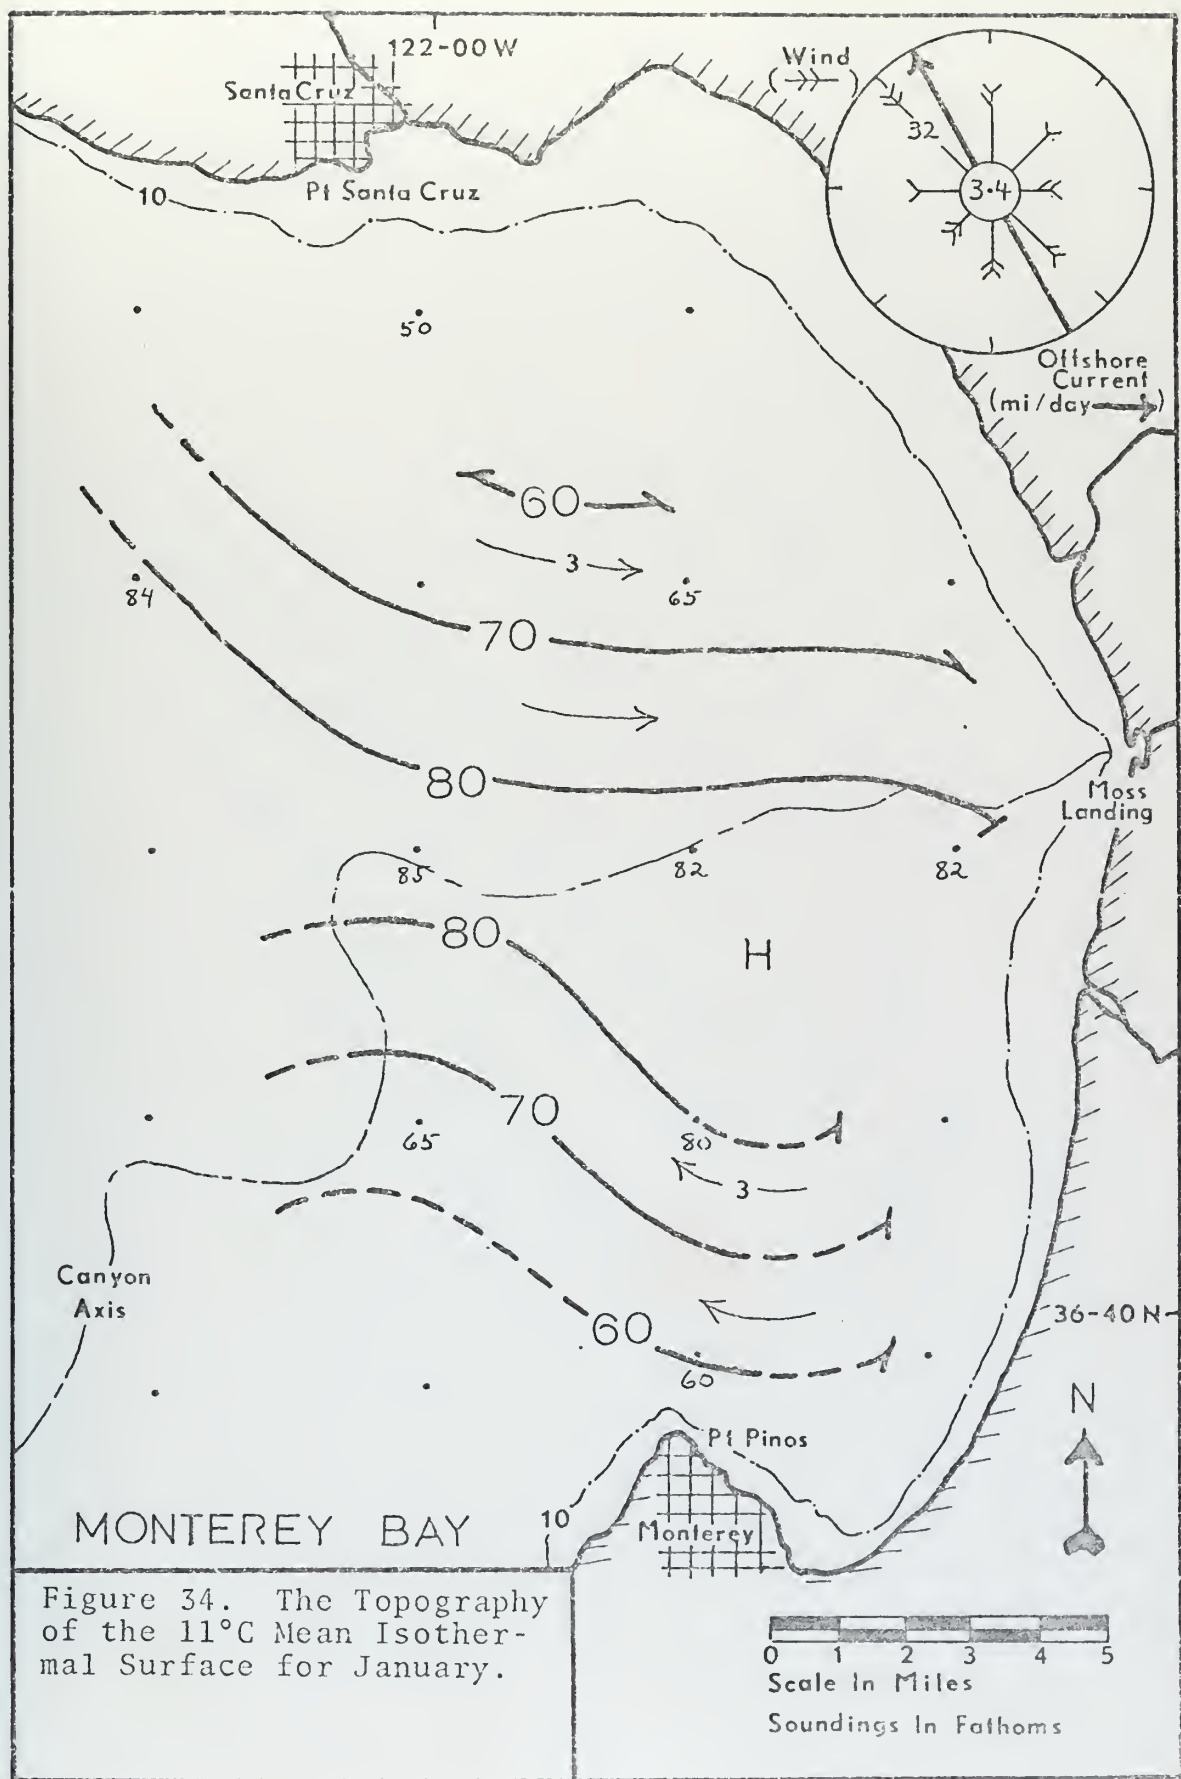 122-00 W
Wind
( )
Santa Cruz
32
3.4
Pt Santa Cruz
10
50
Offshore
Current
(mi/day )
60
3
84
65
70
80
Moss
Landing
85
82
82
80
H
70
65
80
3
Canyon
Axis
36-40 N
60
60
N
Pt Pinos
10
Monterey
MONTEREY BAY
Figure 34. The Topography
of the 11°C Mean Isother-
mal Surface for January.
0 1 2 3 4 5
Scale In Miles
Soundings In Fathoms